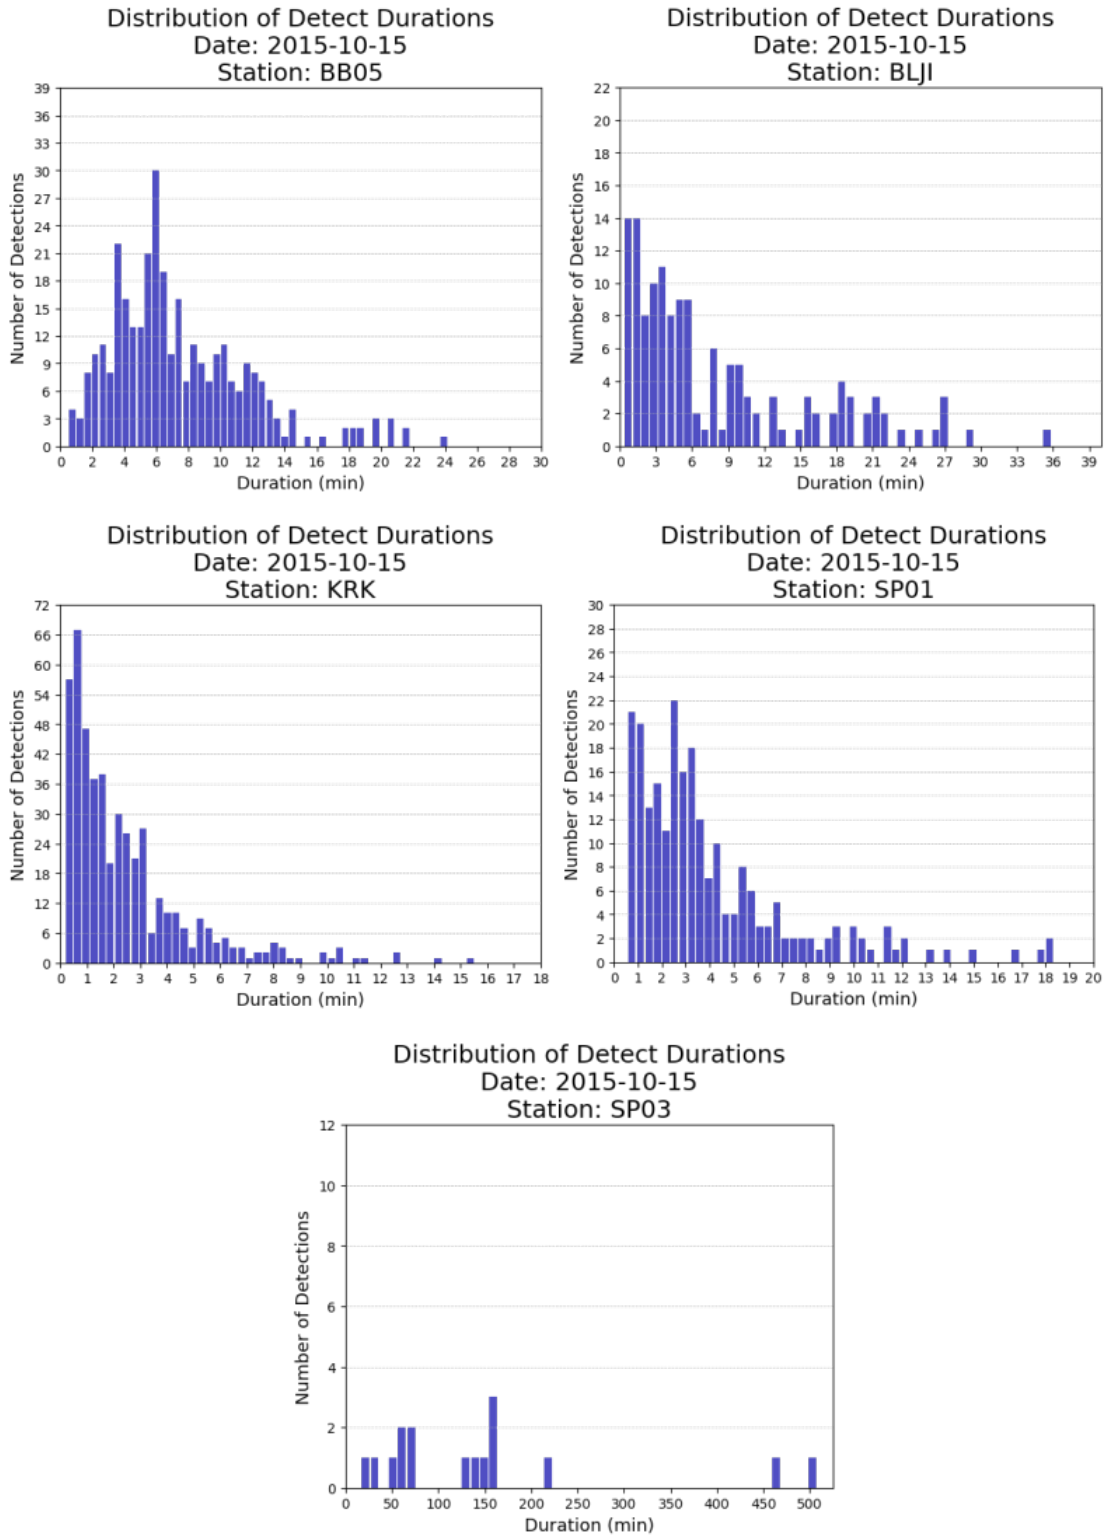 Distribution of Detect Durations
Date: 2015-10-15
Station: BB05
39
36
33
30
27
24
21
18
15
12
9
6
3
0
Number of Detections
0 2 4 6 8 10 12 14 16 18 20 22 24 26 28 30
Duration (min)
Distribution of Detect Durations
Date: 2015-10-15
Station: BLJI
22
20
18
16
14
12
10
8
6
4
2
0
Number of Detections
0 3 6 9 12 15 18 21 24 27 30 33 36 39
Duration (min)
Distribution of Detect Durations
Date: 2015-10-15
Station: KRK
72
66
60
54
48
42
36
30
24
18
12
6
0
Number of Detections
0 1 2 3 4 5 6 7 8 9 10 11 12 13 14 15 16 17 18
Duration (min)
Distribution of Detect Durations
Date: 2015-10-15
Station: SP01
30
28
26
24
22
20
18
16
14
12
10
8
6
4
2
0
Number of Detections
0 1 2 3 4 5 6 7 8 9 10 11 12 13 14 15 16 17 18 19 20
Duration (min)
Distribution of Detect Durations
Date: 2015-10-15
Station: SP03
12
10
8
6
4
2
0
Number of Detections
0 50 100 150 200 250 300 350 400 450 500
Duration (min)